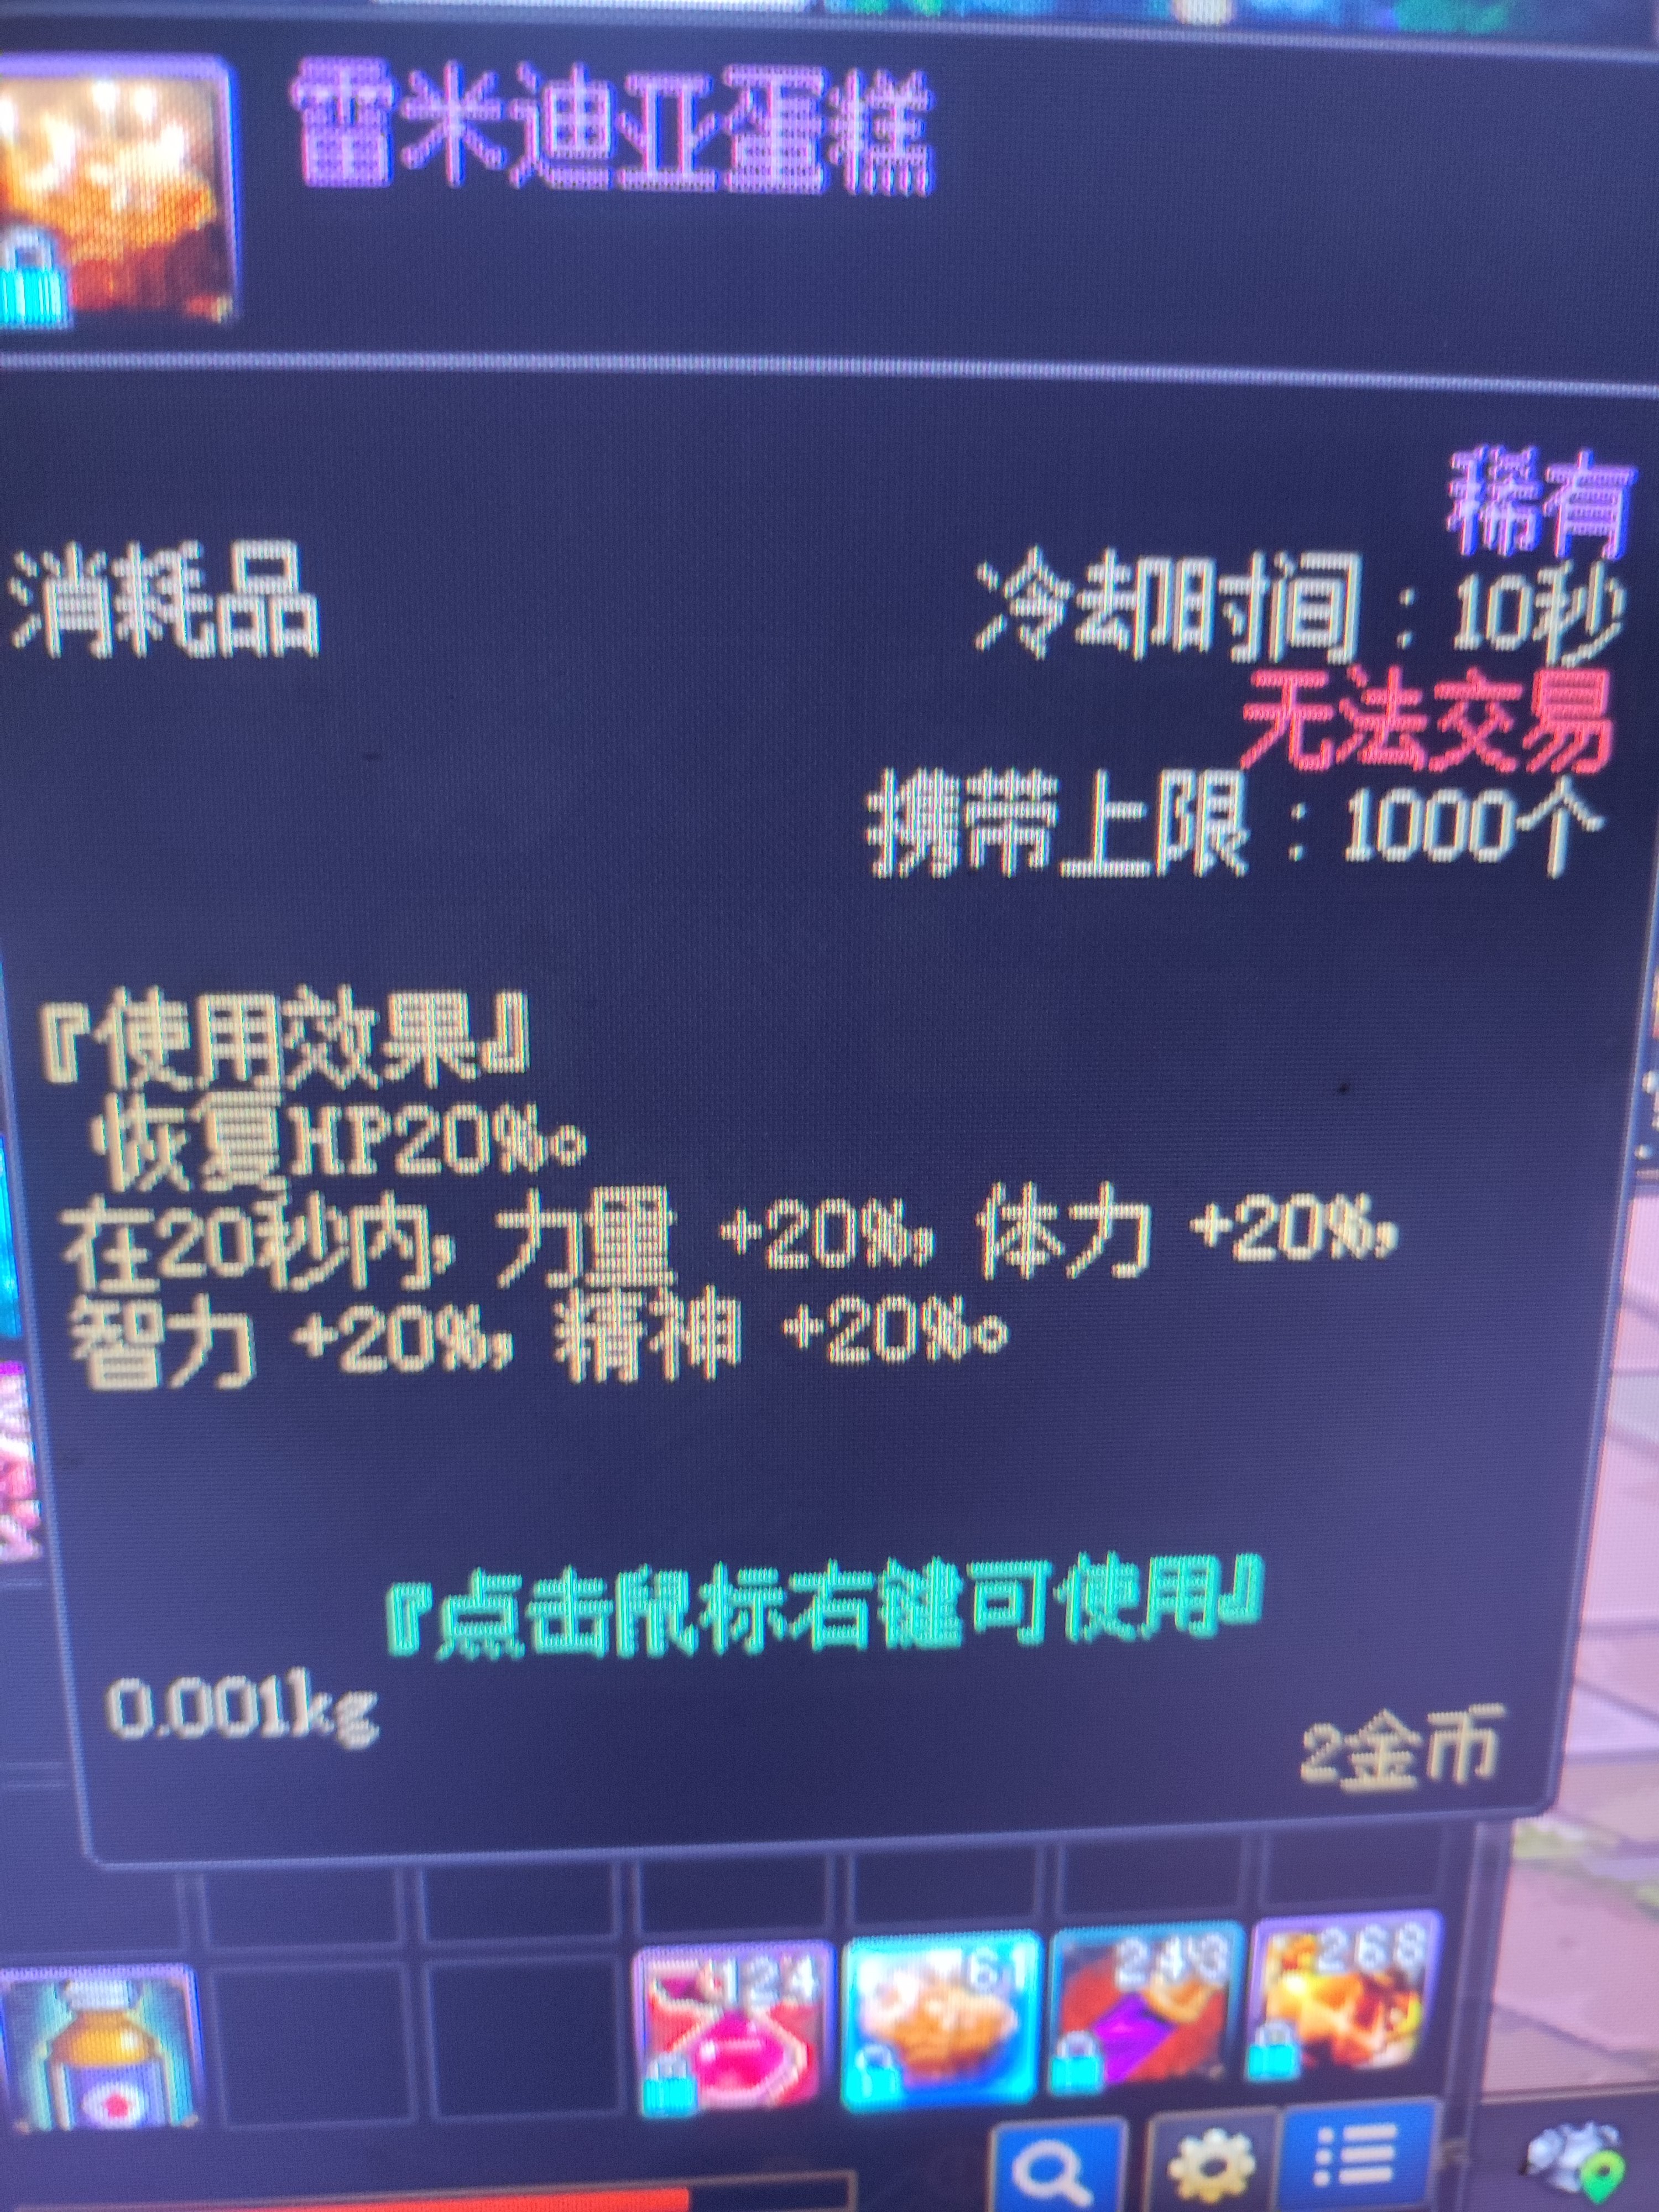 雷米迪亚蛋糕
稀有
消耗品
冷却时间：10秒
无法交易
携带上限：1000个
『使用效果』
恢复HP20%。
在20秒内，力量 +20%，体力 +20%，
智力 +20%，精神 +20%。
『点击鼠标右键可使用』
0.001kg
2金币
124
61
243
268